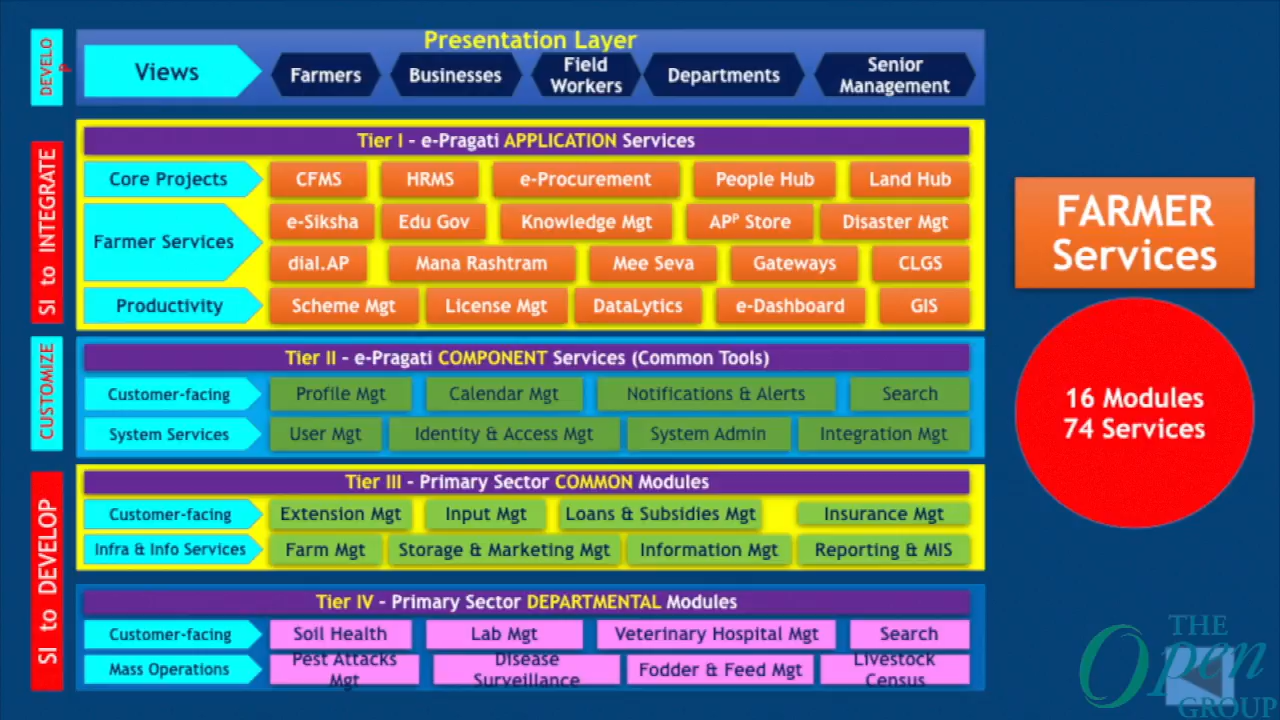 DEVELO
P
Presentation Layer
Views
Farmers
Businesses
Field
Workers
Departments
Senior
Management
SI to INTEGRATE
Tier I - e-Pragati APPLICATION Services
Core Projects
CFMS
HRMS
e-Procurement
People Hub
Land Hub
Farmer Services
e-Siksha
Edu Gov
Knowledge Mgt
APᴾ Store
Disaster Mgt
dial.AP
Mana Rashtram
Mee Seva
Gateways
CLGS
Productivity
Scheme Mgt
License Mgt
DataLytics
e-Dashboard
GIS
CUSTOMIZE
Tier II - e-Pragati COMPONENT Services (Common Tools)
Customer-facing
Profile Mgt
Calendar Mgt
Notifications & Alerts
Search
System Services
User Mgt
Identity & Access Mgt
System Admin
Integration Mgt
SI to DEVELOP
Tier III - Primary Sector COMMON Modules
Customer-facing
Extension Mgt
Input Mgt
Loans & Subsidies Mgt
Insurance Mgt
Infra & Info Services
Farm Mgt
Storage & Marketing Mgt
Information Mgt
Reporting & MIS
Tier IV - Primary Sector DEPARTMENTAL Modules
Customer-facing
Soil Health
Lab Mgt
Veterinary Hospital Mgt
Search
Mass Operations
Pest Attacks
Mgt
Disease
Surveillance
Fodder & Feed Mgt
Livestock
Census
FARMER
Services
16 Modules
74 Services
THE
Open
GROUP